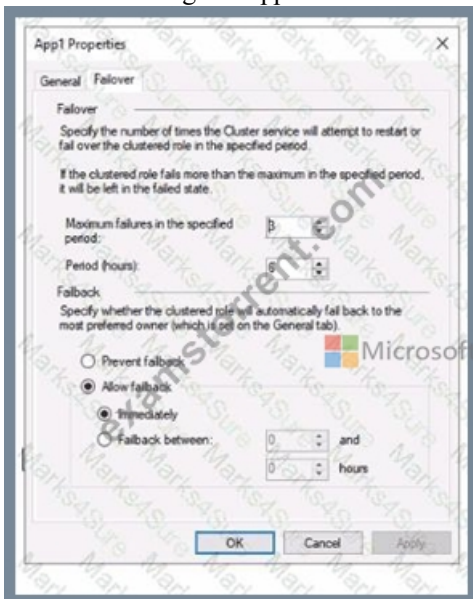 App1 Properties
General Failover
Failover
Specify the number of times the Cluster service will attempt to restart or
fail over the clustered role in the specified period.
If the clustered role fails more than the maximum in the specified period,
it will be left in the failed state.
Maximum failures in the specified
period: 3
Period (hours): 6
Failback
Specify whether the clustered role will automatically fail back to the
most preferred owner (which is set on the General tab).
Prevent failback
Allow failback
Immediately
Failback between: 0 and
0 hours
OK Cancel Apply
Microsof
examstorrent.com
Marks4Sure